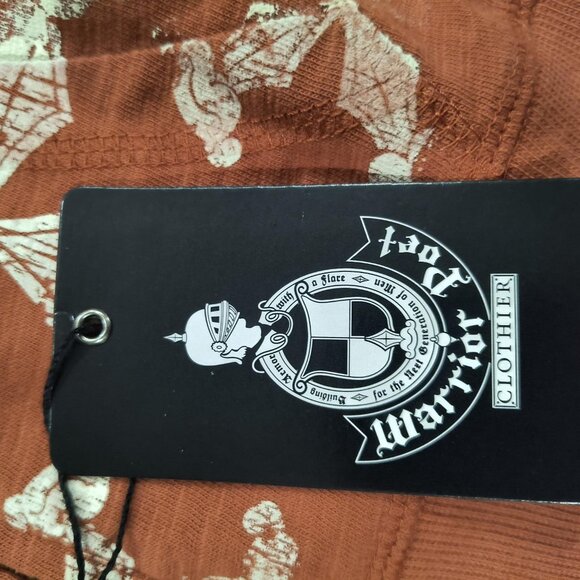 Building Armor with a Flare
for the Next Generation of Men
Warrior Poet
CLOTHIER